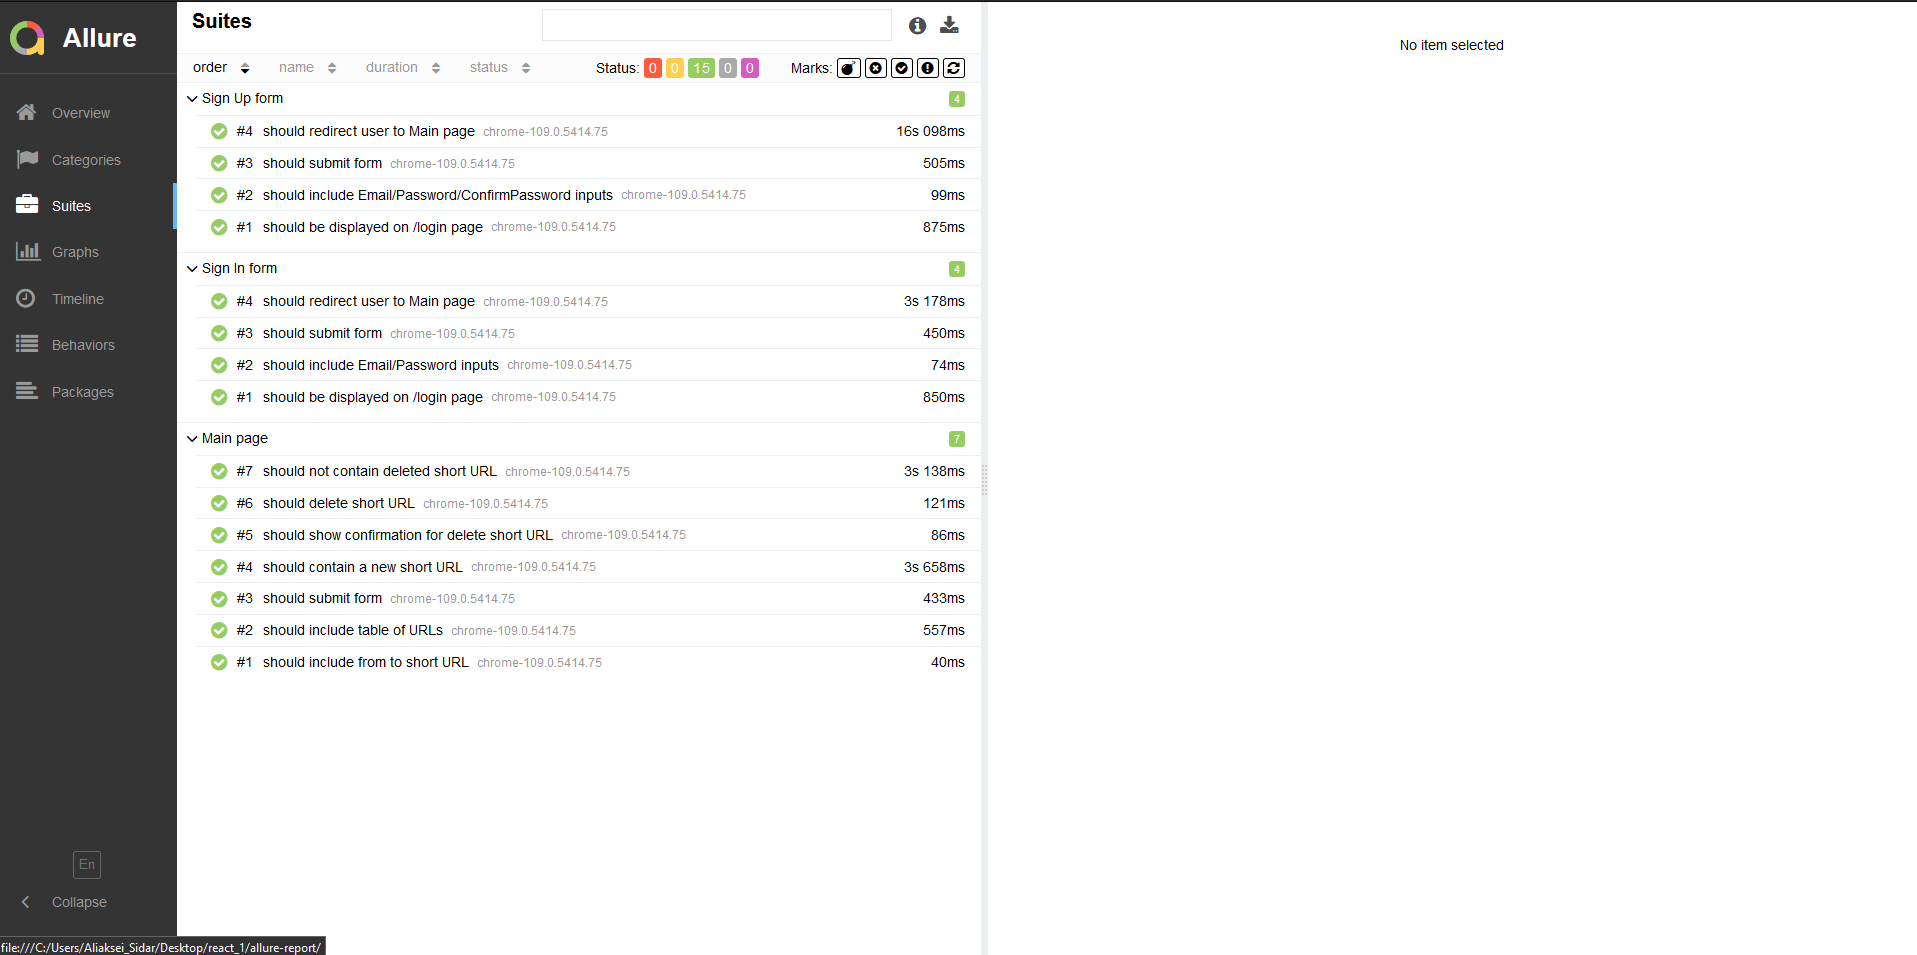 Allure
Overview
Categories
Suites
Graphs
Timeline
Behaviors
Packages
En
Collapse
file:///C:/Users/Aliaksei_Sidar/Desktop/react_1/allure-report/
Suites
order name duration status Status: 0 0 15 0 0 Marks:
Sign Up form 4
#4 should redirect user to Main page chrome-109.0.5414.75 16s 098ms
#3 should submit form chrome-109.0.5414.75 505ms
#2 should include Email/Password/ConfirmPassword inputs chrome-109.0.5414.75 99ms
#1 should be displayed on /login page chrome-109.0.5414.75 875ms
Sign In form 4
#4 should redirect user to Main page chrome-109.0.5414.75 3s 178ms
#3 should submit form chrome-109.0.5414.75 450ms
#2 should include Email/Password inputs chrome-109.0.5414.75 74ms
#1 should be displayed on /login page chrome-109.0.5414.75 850ms
Main page 7
#7 should not contain deleted short URL chrome-109.0.5414.75 3s 138ms
#6 should delete short URL chrome-109.0.5414.75 121ms
#5 should show confirmation for delete short URL chrome-109.0.5414.75 86ms
#4 should contain a new short URL chrome-109.0.5414.75 3s 658ms
#3 should submit form chrome-109.0.5414.75 433ms
#2 should include table of URLs chrome-109.0.5414.75 557ms
#1 should include from to short URL chrome-109.0.5414.75 40ms
No item selected